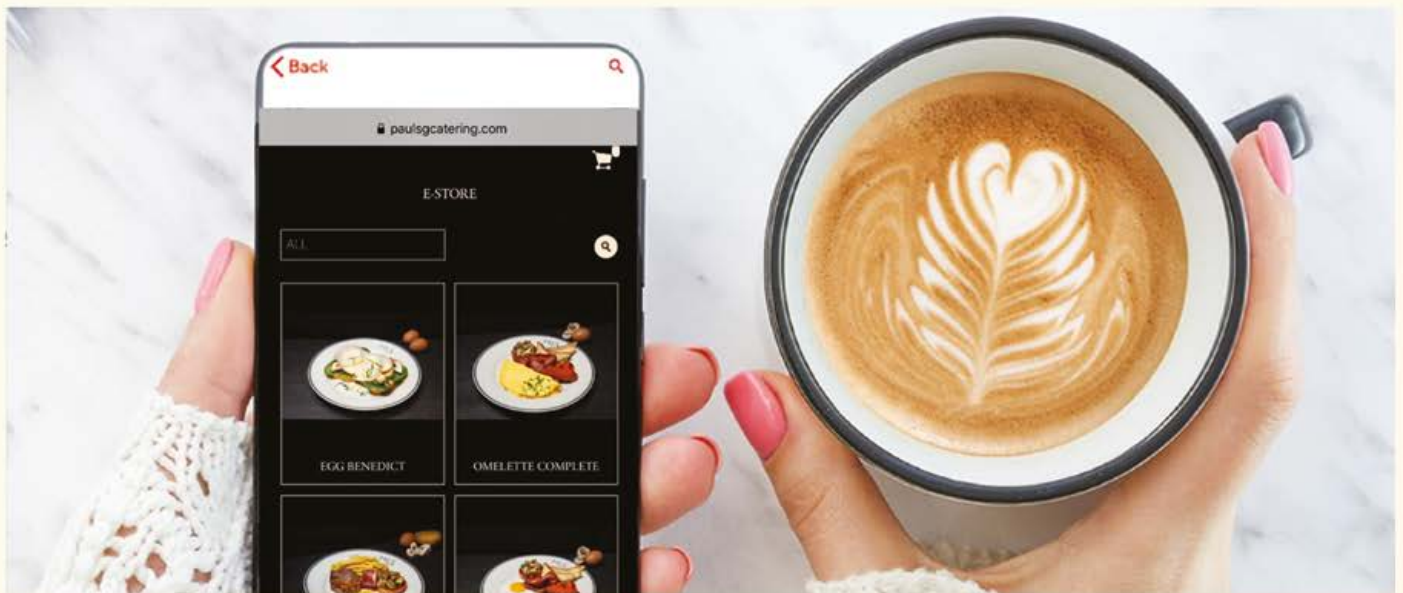 Back
paulsgcatering.com
E-STORE
ALL
EGG BENEDICT
OMELETTE COMPLETE